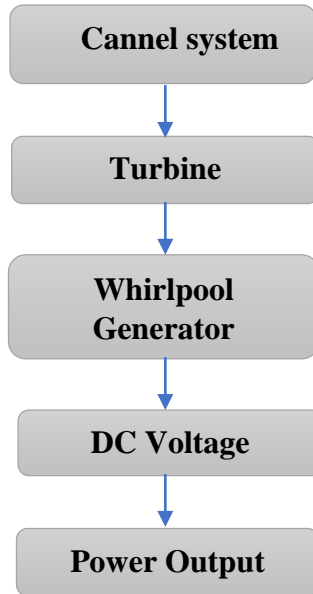 Cannel system
Turbine
Whirlpool
Generator
DC Voltage
Power Output